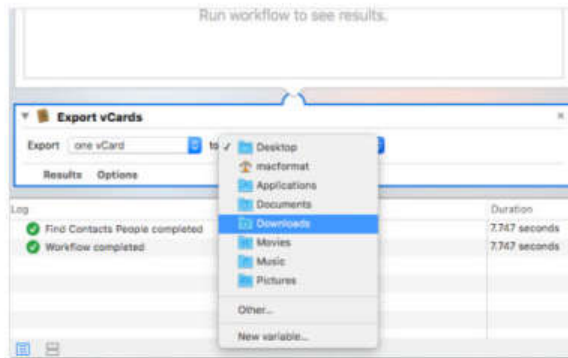 Run workflow to see results.
Export vCards
Export one vCard to
Desktop
macformat
Applications
Documents
Downloads
Movies
Music
Pictures
Other...
New variable...
Results Options
Log Duration
Find Contacts People completed 7.747 seconds
Workflow completed 7.747 seconds